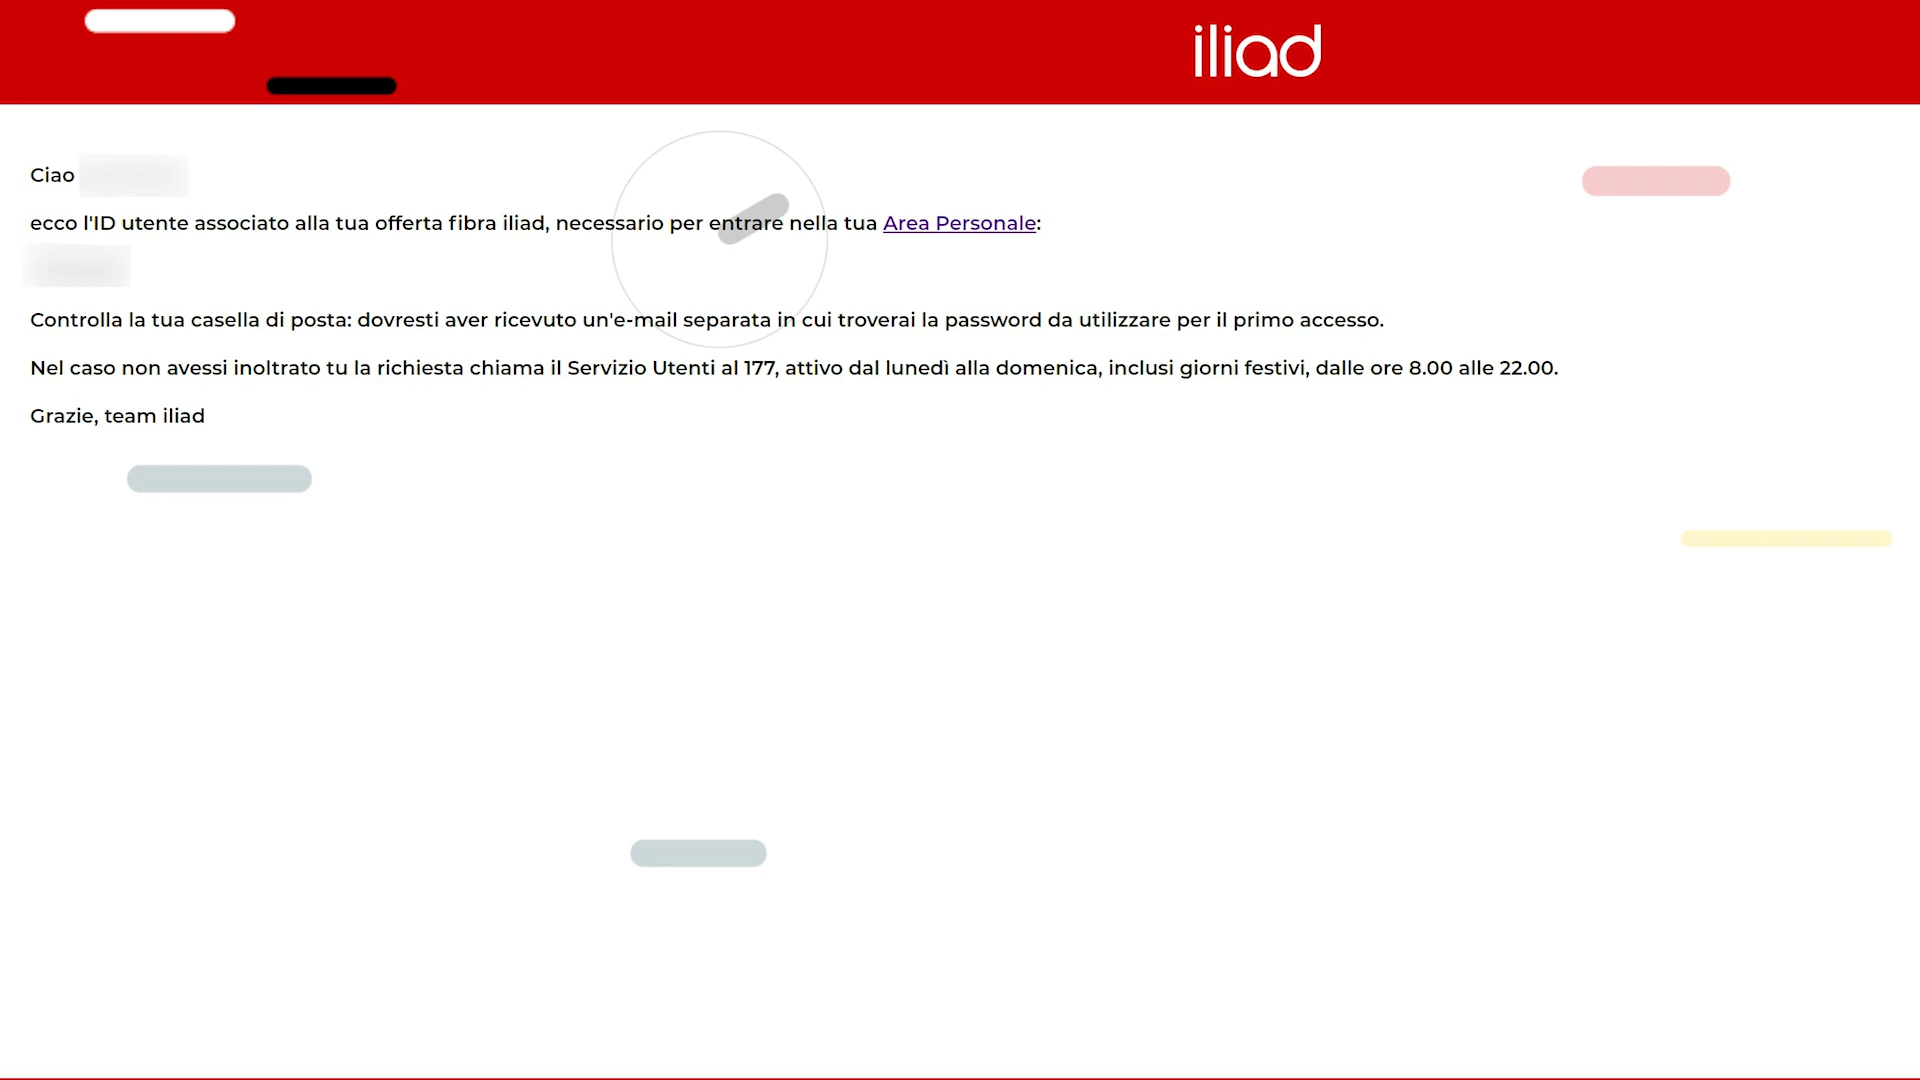 iliad
Ciao
ecco l'ID utente associato alla tua offerta fibra iliad, necessario per entrare nella tua Area Personale:
Controlla la tua casella di posta: dovresti aver ricevuto un'e-mail separata in cui troverai la password da utilizzare per il primo accesso.
Nel caso non avessi inoltrato tu la richiesta chiama il Servizio Utenti al 177, attivo dal lunedì alla domenica, inclusi giorni festivi, dalle ore 8.00 alle 22.00.
Grazie, team iliad